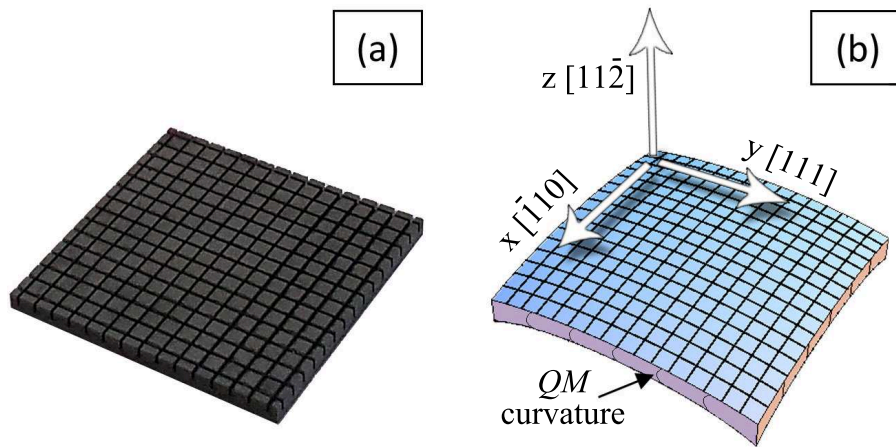 (a)
(b)
z [112̄]
y [111]
x [1̄10]
QM
curvature